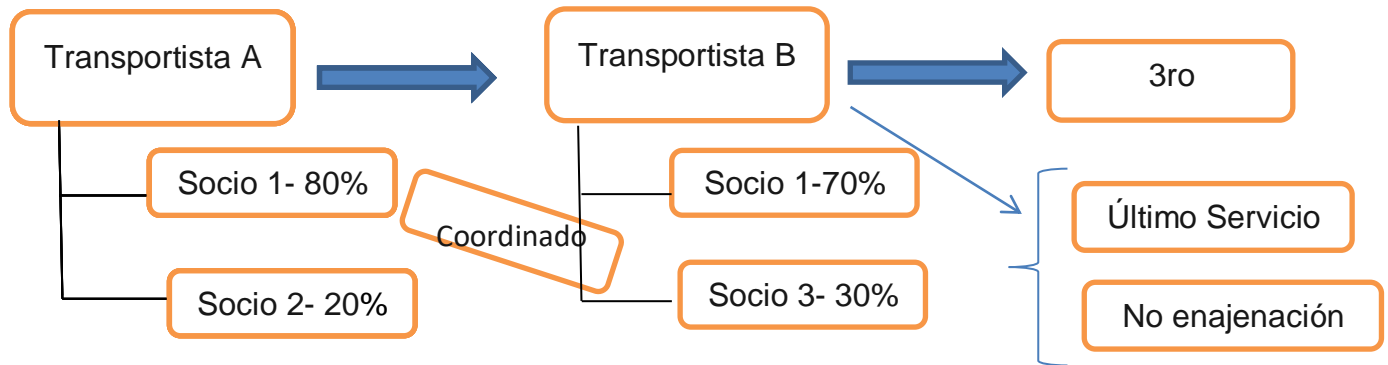 Transportista A
Transportista B
3ro
Socio 1- 80%
Coordinado
Socio 1-70%
Último Servicio
Socio 2- 20%
Socio 3- 30%
No enajenación